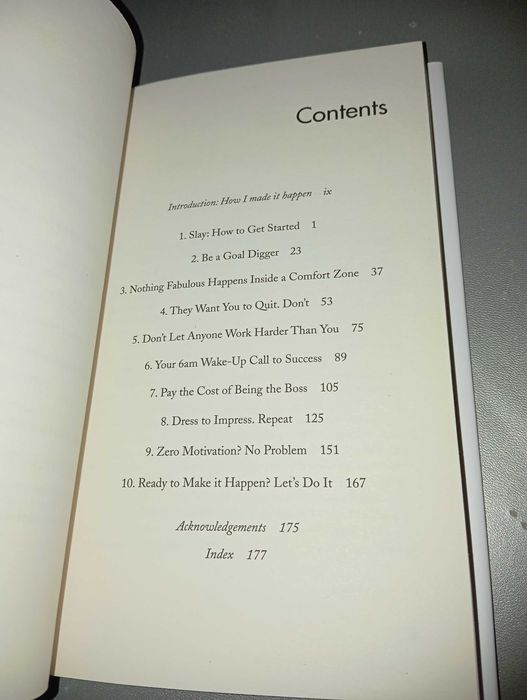 Contents
Introduction: How I made it happen ix
1. Slay: How to Get Started 1
2. Be a Goal Digger 23
3. Nothing Fabulous Happens Inside a Comfort Zone 37
4. They Want You to Quit. Don't 53
5. Don't Let Anyone Work Harder Than You 75
6. Your 6am Wake-Up Call to Success 89
7. Pay the Cost of Being the Boss 105
8. Dress to Impress. Repeat 125
9. Zero Motivation? No Problem 151
10. Ready to Make it Happen? Let's Do It 167
Acknowledgements 175
Index 177